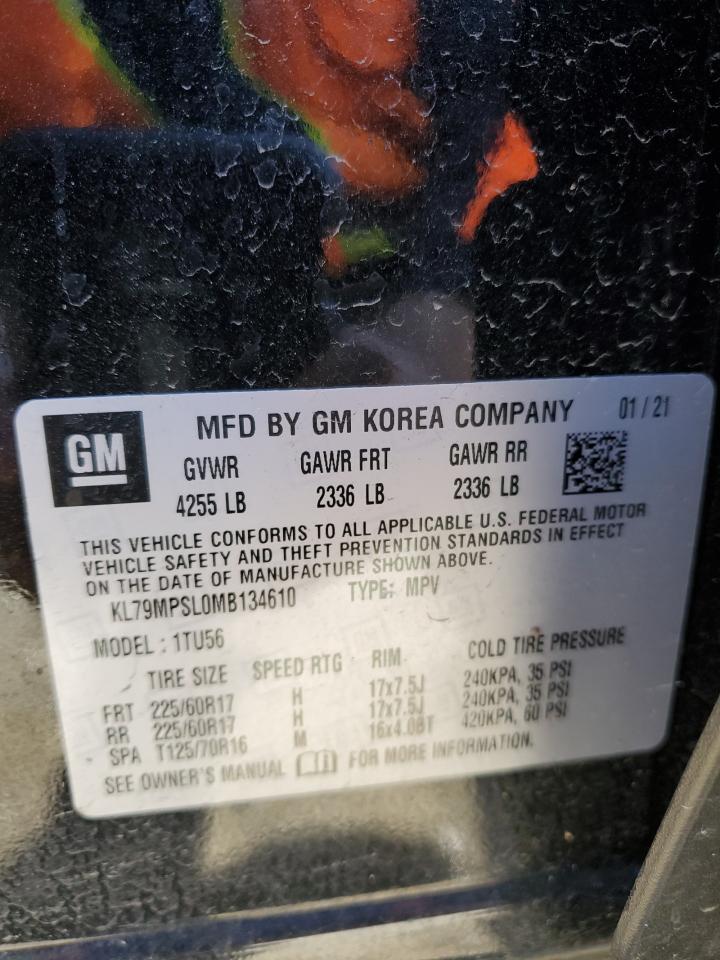 GM
MFD BY GM KOREA COMPANY 01 / 21
GVWR GAWR FRT GAWR RR
4255 LB 2336 LB 2336 LB
THIS VEHICLE CONFORMS TO ALL APPLICABLE U.S. FEDERAL MOTOR
VEHICLE SAFETY AND THEFT PREVENTION STANDARDS IN EFFECT
ON THE DATE OF MANUFACTURE SHOWN ABOVE.
KL79MPSL0MB134610 TYPE: MPV
MODEL : 1TU56
TIRE SIZE SPEED RTG RIM COLD TIRE PRESSURE
FRT 225/60R17 H 17x7.5J 240KPA, 35 PSI
RR 225/60R17 H 17x7.5J 240KPA, 35 PSI
SPA T125/70R16 M 16x4.0BT 420KPA, 60 PSI
SEE OWNER'S MANUAL FOR MORE INFORMATION.